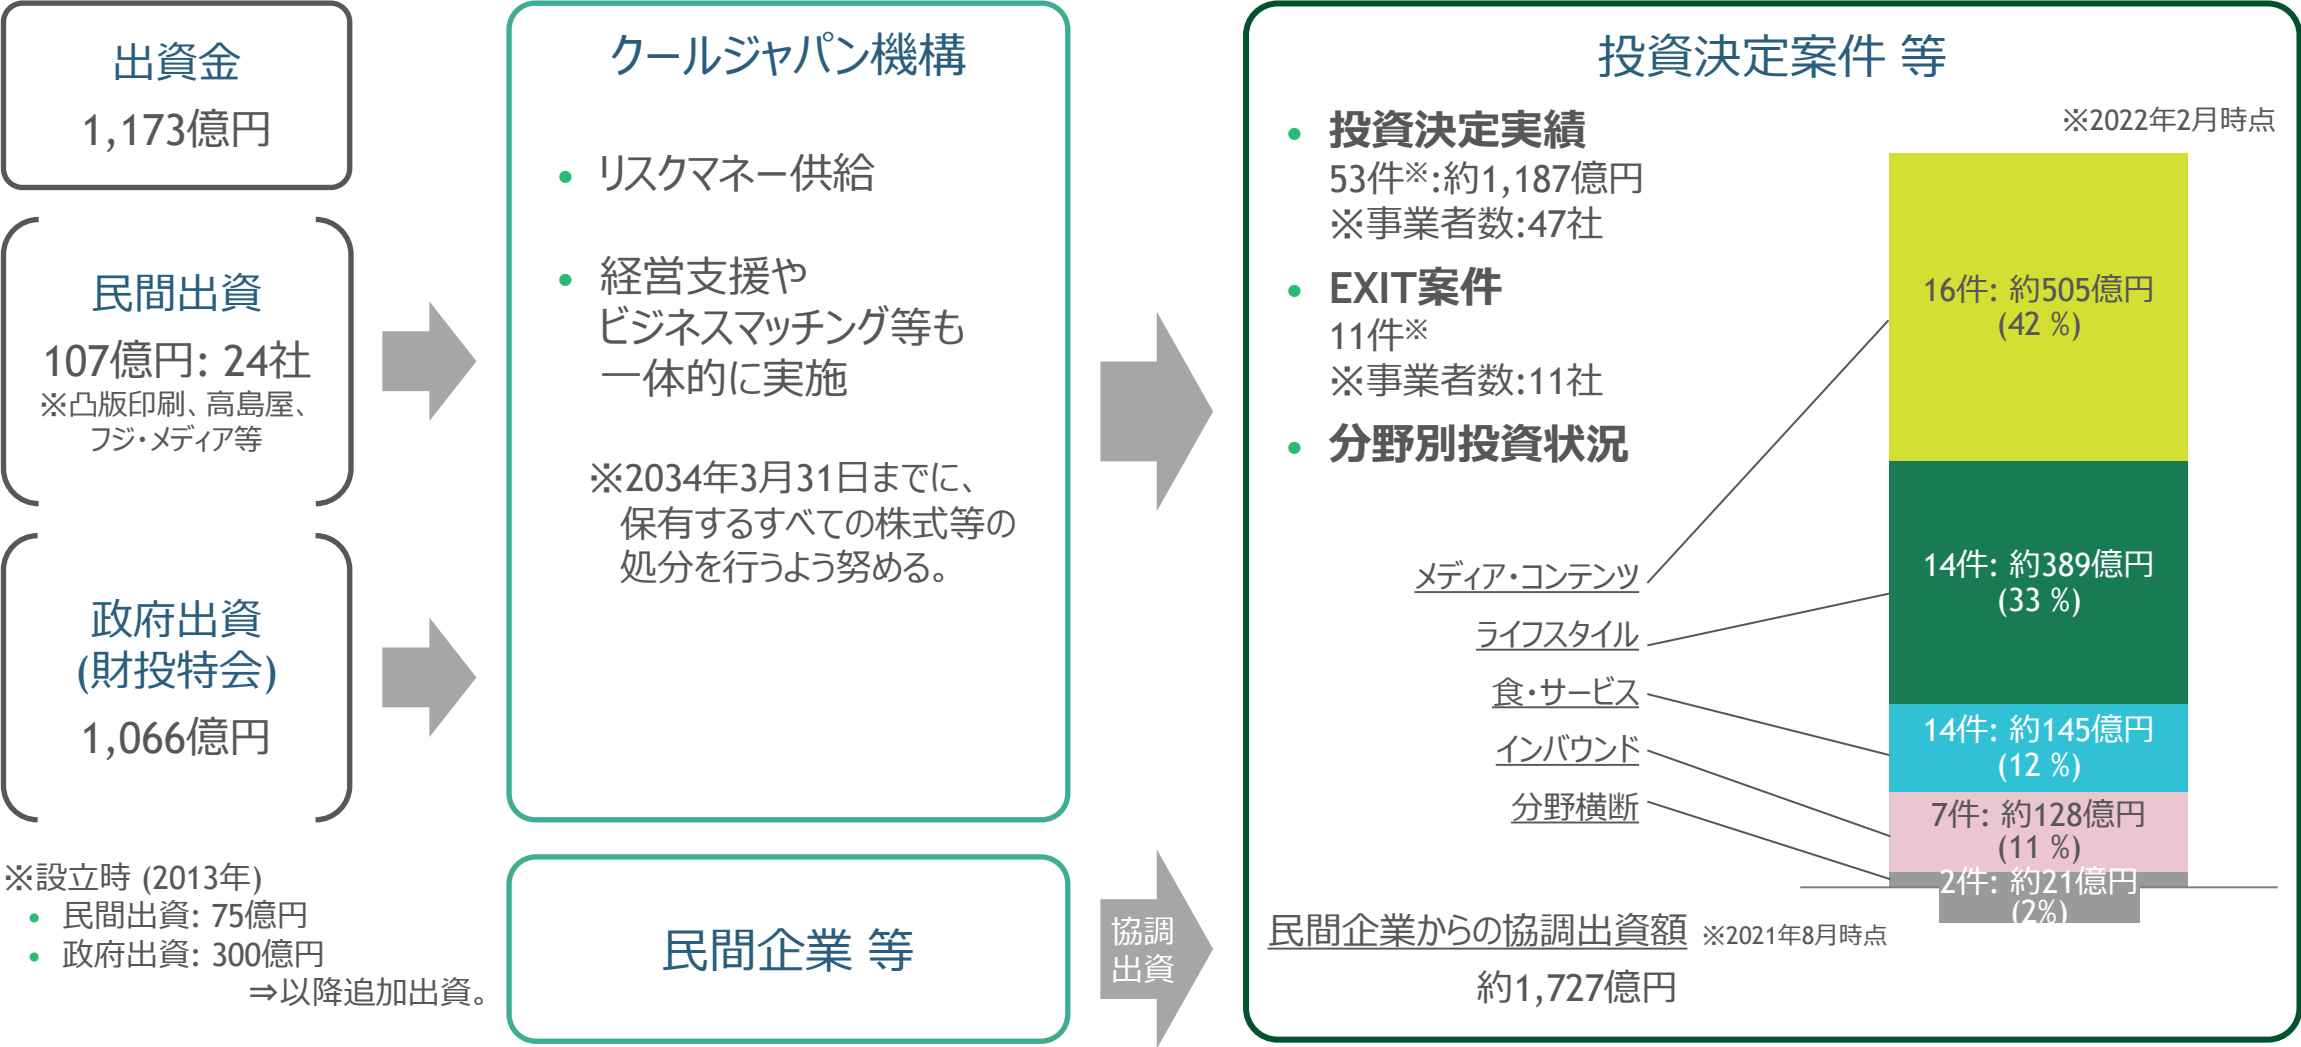 出資金
1,173億円
民間出資
107億円: 24社
※凸版印刷、高島屋、
フジ・メディア等
政府出資
(財投特会)
1,066億円
※設立時 (2013年)
• 民間出資: 75億円
• 政府出資: 300億円
⇒以降追加出資。
クールジャパン機構
• リスクマネー供給
• 経営支援や
ビジネスマッチング等も
一体的に実施
※2034年3月31日までに、
保有するすべての株式等の
処分を行うよう努める。
民間企業 等
協調
出資
投資決定案件 等
※2022年2月時点
• 投資決定実績
53件※:約1,187億円
※事業者数:47社
• EXIT案件
11件※
※事業者数:11社
• 分野別投資状況
メディア・コンテンツ
ライフスタイル
食・サービス
インバウンド
分野横断
16件: 約505億円
(42 %)
14件: 約389億円
(33 %)
14件: 約145億円
(12 %)
7件: 約128億円
(11 %)
2件: 約21億円
(2%)
民間企業からの協調出資額 ※2021年8月時点
約1,727億円